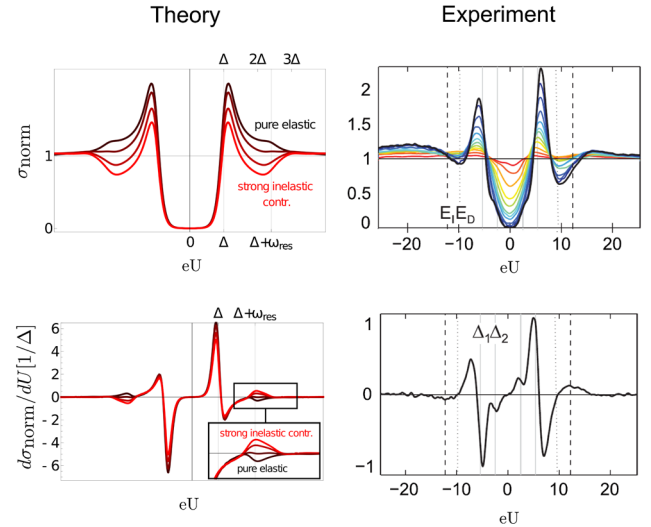 Theory
Experiment
Δ 2Δ 3Δ
σnorm
1
0
pure elastic
strong inelastic
contr.
0 Δ Δ+ωres
eU
2
1.5
1
0.5
0
EIED
−20 −10 0 10 20
eU
Δ Δ+ωres
dσnorm/dU[1/Δ]
6
4
2
0
- 2
- 4
- 6
strong inelastic contr.
pure elastic
eU
1
0
−1
Δ1Δ2
−20 −10 0 10 20
eU